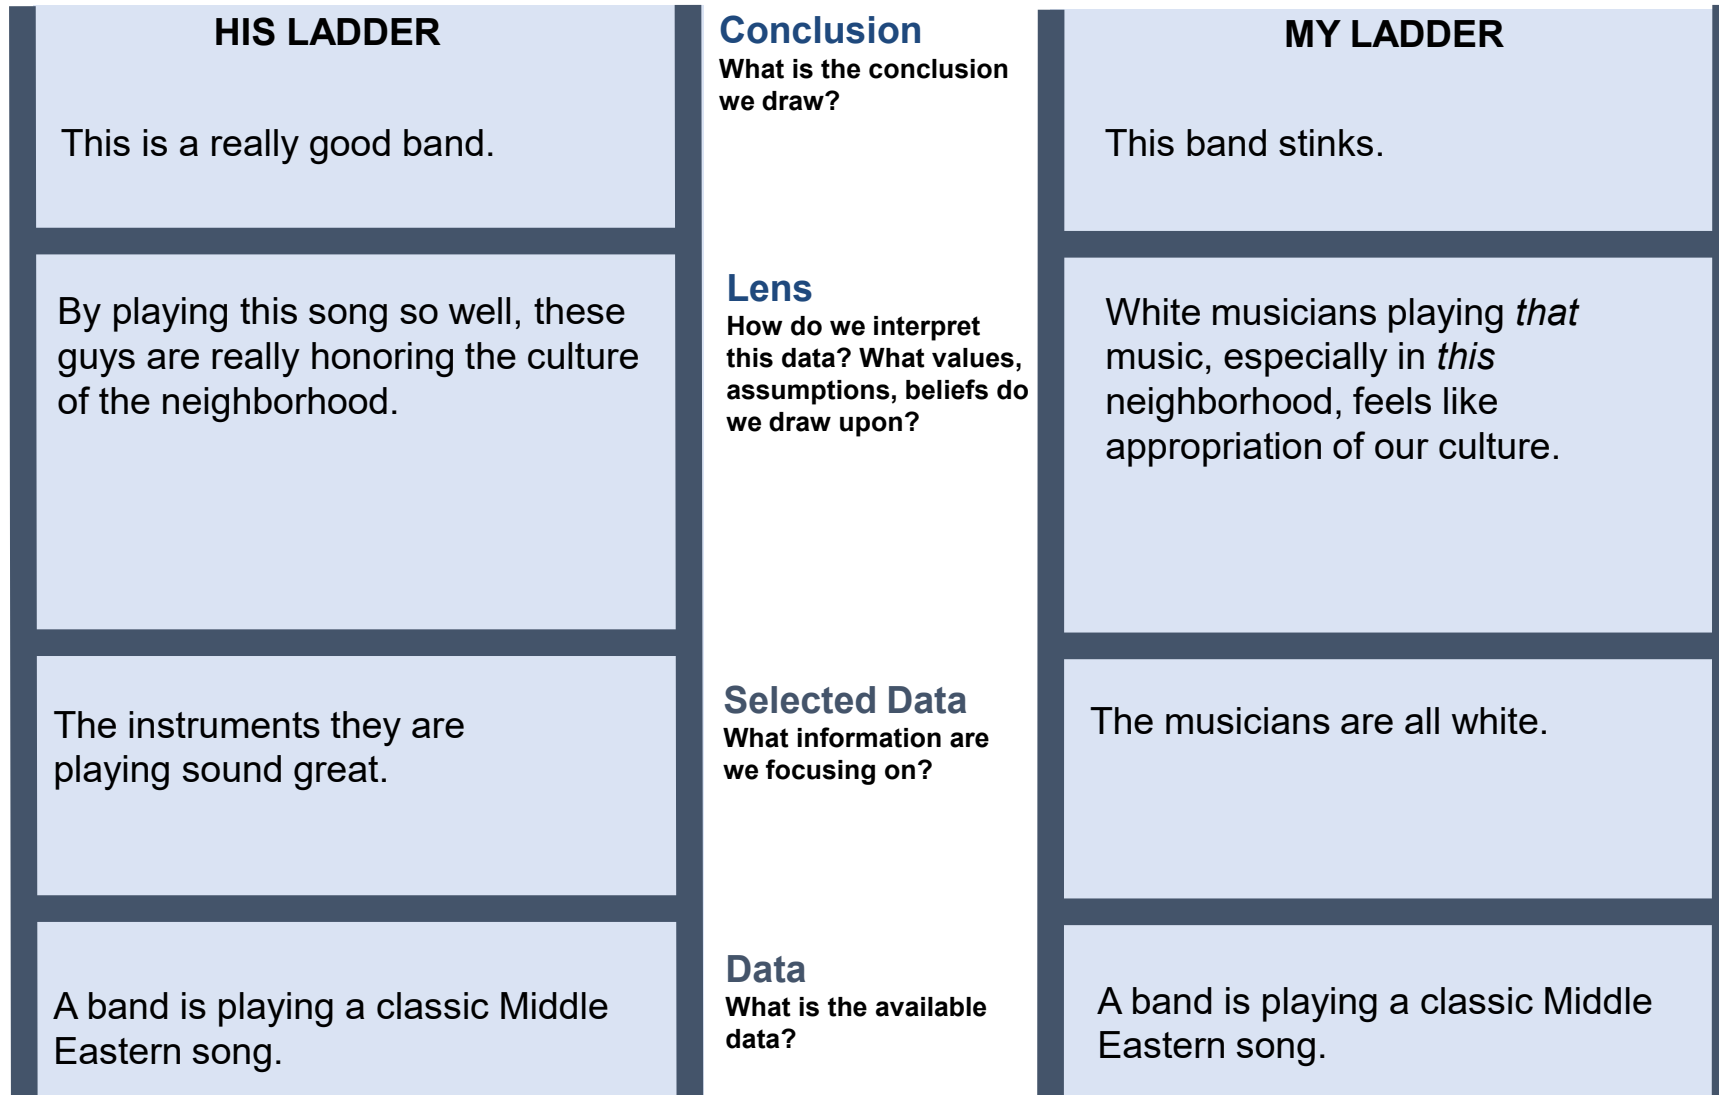 HIS LADDER
This is a really good band.
By playing this song so well, these
guys are really honoring the culture
of the neighborhood.
The instruments they are
playing sound great.
A band is playing a classic Middle
Eastern song.
Conclusion
What is the conclusion
we draw?
Lens
How do we interpret
this data? What values,
assumptions, beliefs do
we draw upon?
Selected Data
What information are
we focusing on?
Data
What is the available
data?
MY LADDER
This band stinks.
White musicians playing that
music, especially in this
neighborhood, feels like
appropriation of our culture.
The musicians are all white.
A band is playing a classic Middle
Eastern song.